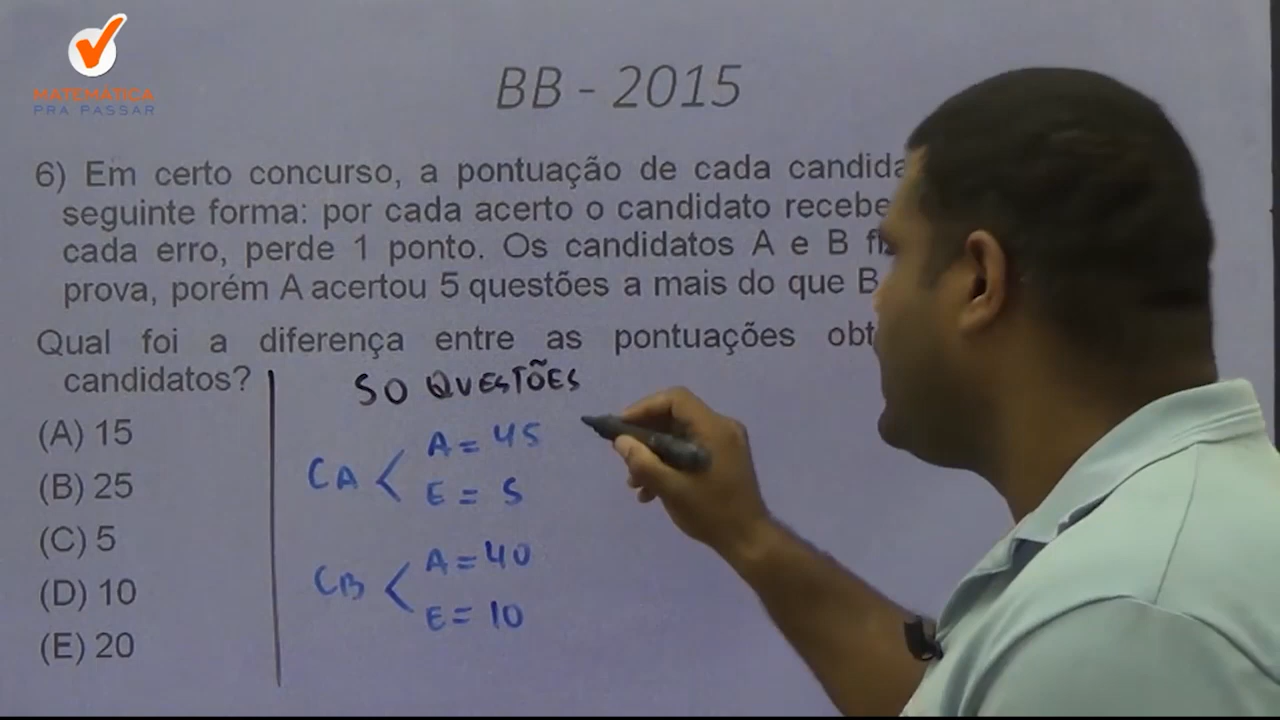 MATEMÁTICA
PRA PASSAR
BB - 2015
6) Em certo concurso, a pontuação de cada candida
seguinte forma: por cada acerto o candidato recebe
cada erro, perde 1 ponto. Os candidatos A e B
prova, porém A acertou 5 questões a mais do que B
Qual foi a diferença entre as pontuações obt
candidatos?
50 QUESTÕES
(A) 15
(B) 25
(C) 5
(D) 10
(E) 20
CA < A = 45
E = 5
CB < A = 40
E = 10